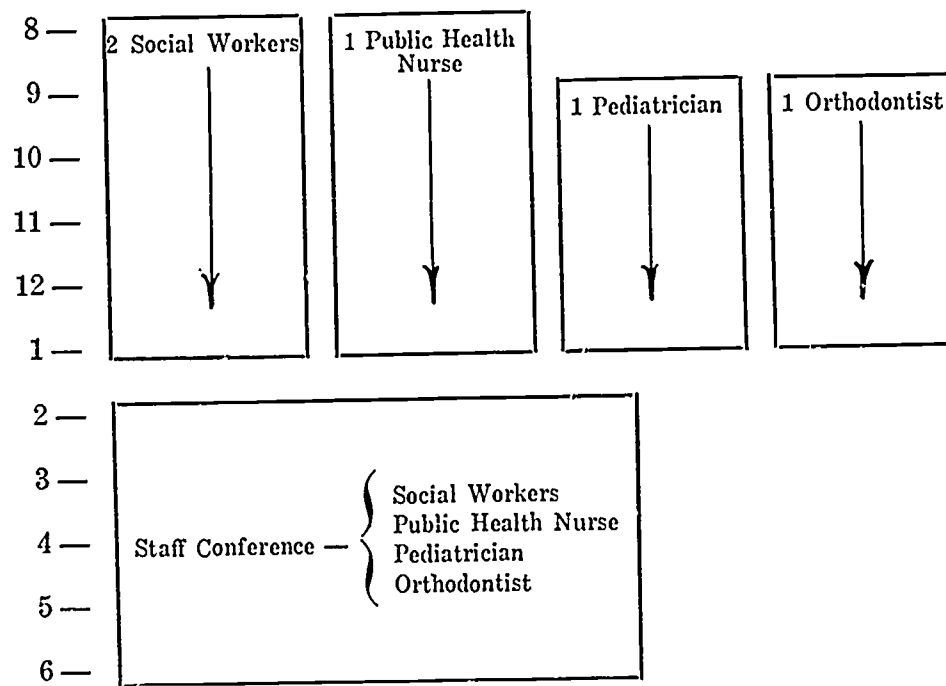 8 —
2 Social Workers
1 Public Health
Nurse
9 —
1 Pediatrician
1 Orthodontist
10 —
11 —
12 —
1 —
2 —
3 —
Social Workers
Public Health Nurse
4 —
Staff Conference —
Pediatrician
Orthodontist
5 —
6 —